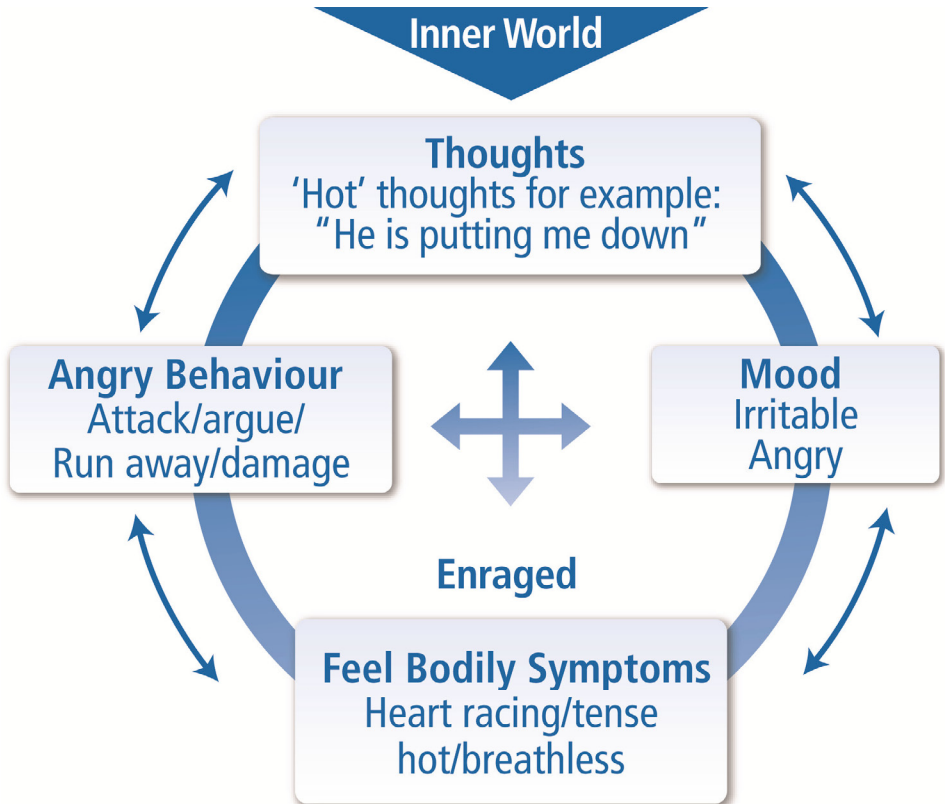 Inner World
Thoughts
‘Hot’ thoughts for example:
“He is putting me down”
Angry Behaviour
Attack/argue/
Run away/damage
Mood
Irritable
Angry
Enraged
Feel Bodily Symptoms
Heart racing/tense
hot/breathless